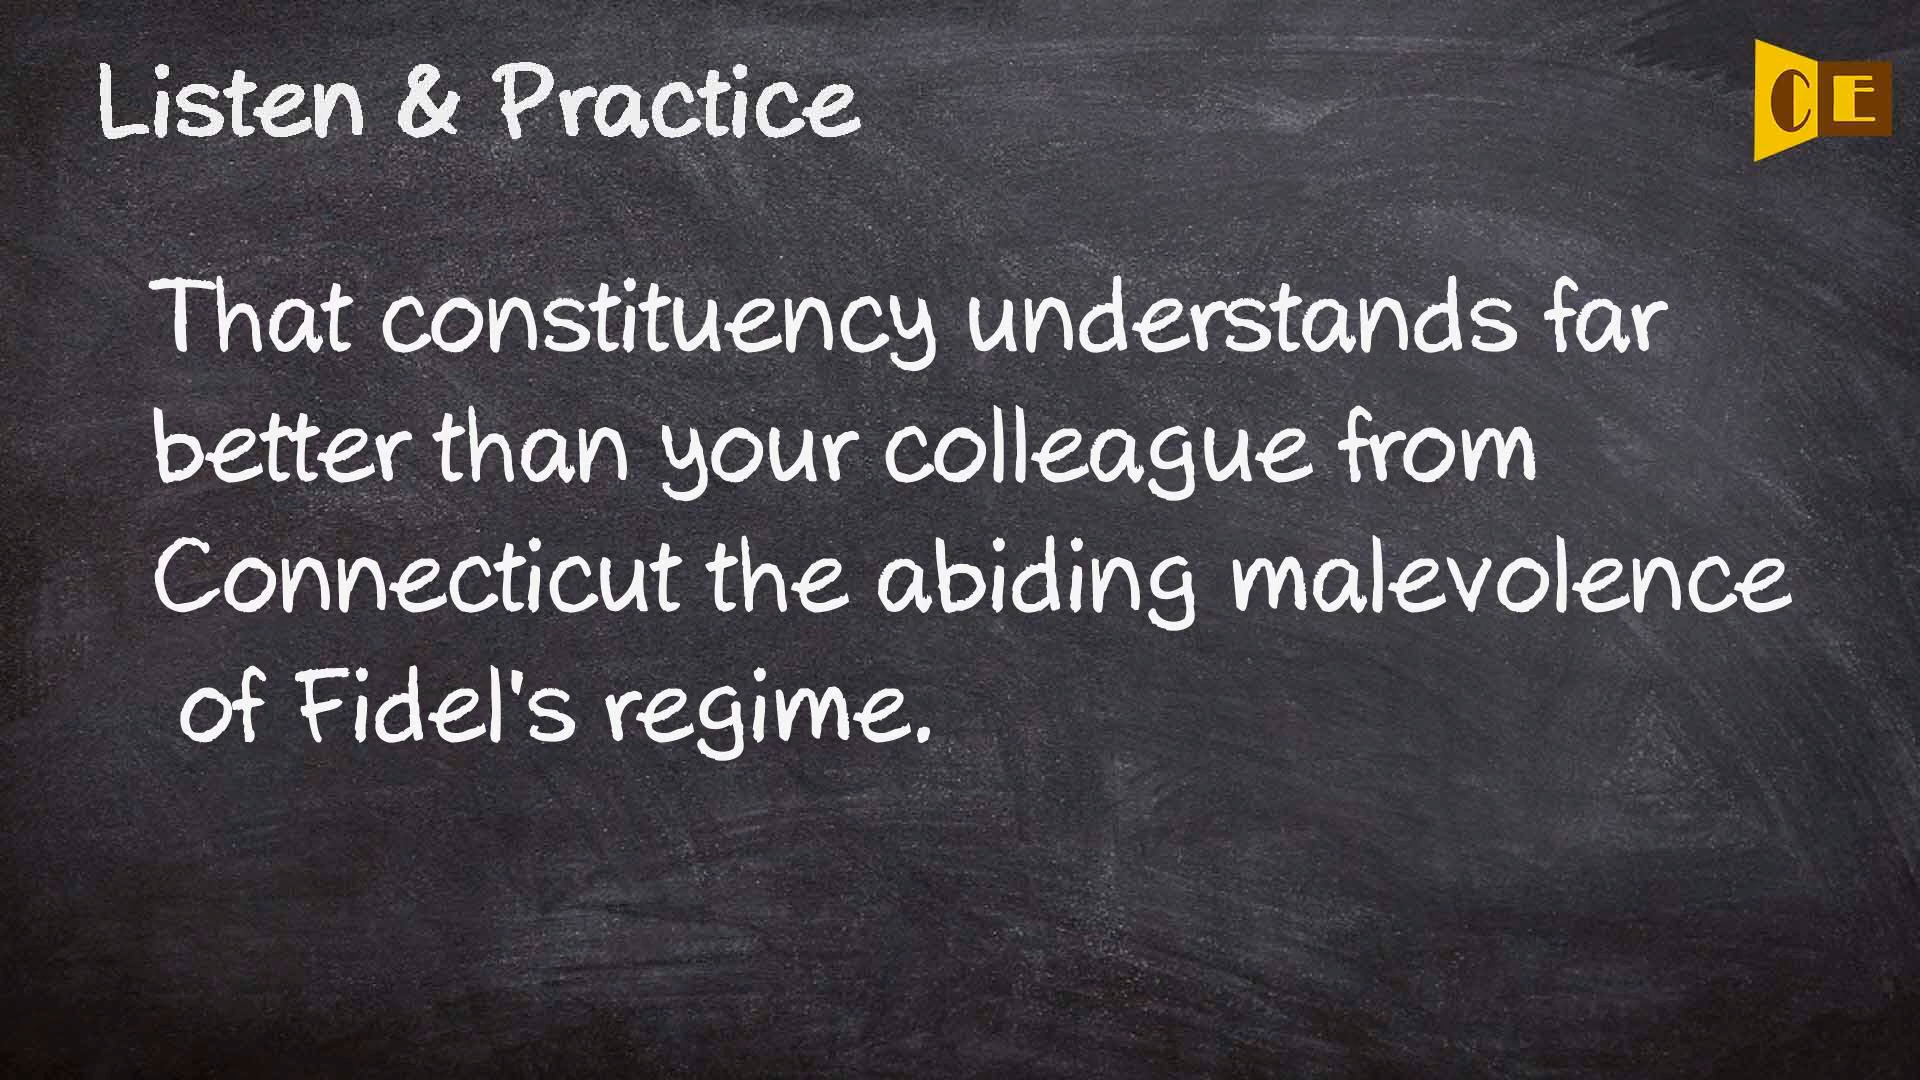 Listen & Practice
CE
That constituency understands far
better than your colleague from
Connecticut the abiding malevolence
of Fidel's regime.